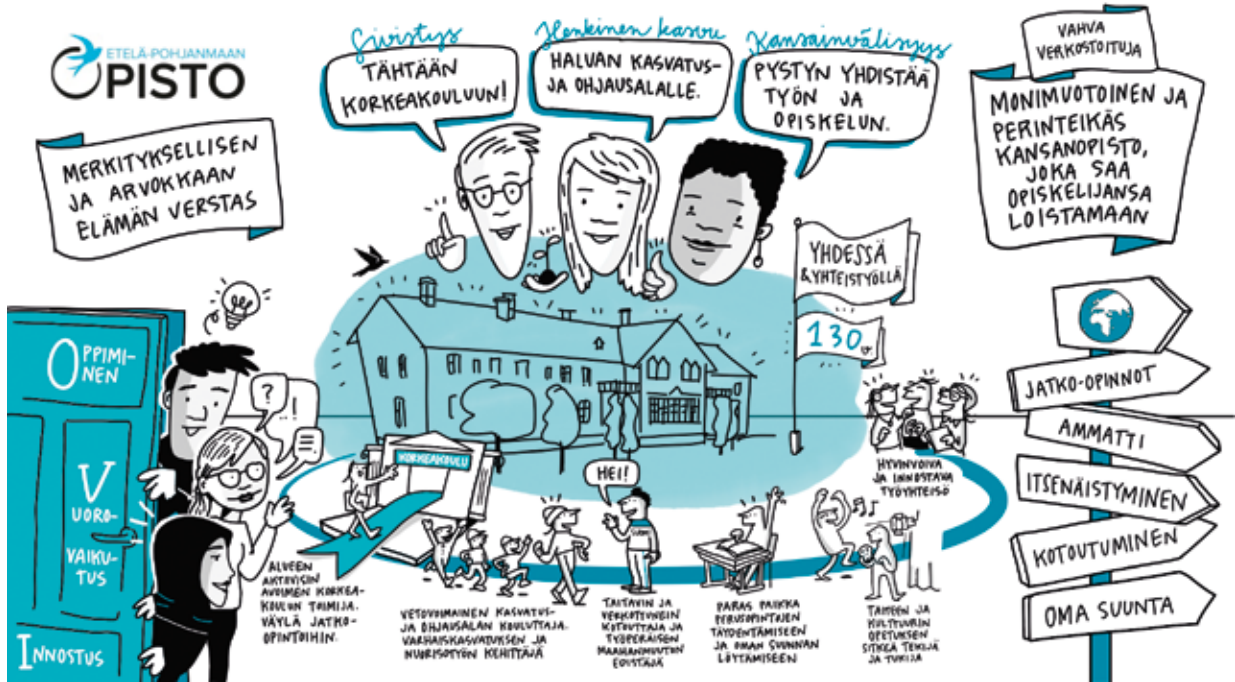 ETELÄ-POHJANMAAN
OPISTO
MERKITYKSELLISEN
JA ARVOKKAAN
ELÄMÄN VERSTAS
Sivistys
TÄHTÄÄN
KORKEAKOULUUN!
Henkinen kasvu
HALUAN KASVATUS-
JA OHJAUSALALLE.
Kansainvälisyys
PYSTYN YHDISTÄÄ
TYÖN JA
OPISKELUN.
VAHVA
VERKOSTOITUJA
MONIMUOTOINEN JA
PERINTEIKÄS
KANSANOPISTO,
JOKA SAA
OPISKELIJANSA
LOISTAMAAN
YHDESSÄ
& YHTEISTYÖLLÄ
130 v.
OPPIMI-
NEN
VUORO-
VAIKU-
TUS
INNOSTUS
?
!
KORKEAKOULU
HEI!
ALUEEN
AKTIIVISIN
AVOIMEN KORKEA-
KOULUN TOIMIJA.
VÄYLÄ JATKO-
OPINTOIHIN.
VETOVOIMAINEN KASVATUS-
JA OHJAUSALAN KOULUTTAJA.
VARHAISKASVATUKSEN JA
NUORISOTYÖN KEHITTÄJÄ
TAITAVIN JA
VERKOTTUNEIN
KOTOUTTAJA JA
TYÖPERÄISEN
MAAHANMUUTON
EDISTÄJÄ
PARAS PAIKKA
PERUSOPINTOJEN
TÄYDENTÄMISEEN
JA OMAN SUUNNAN
LÖYTÄMISEEN
TAITEEN JA
KULTTUURIN
OPETUKSEN
SITKEÄ TEKIJÄ
JA TUKIJA
HYVINVOIVA
JA INNOSTAVA
TYÖYHTEISÖ
JATKO-OPINNOT
AMMATTI
ITSENÄISTYMINEN
KOTOUTUMINEN
OMA SUUNTA